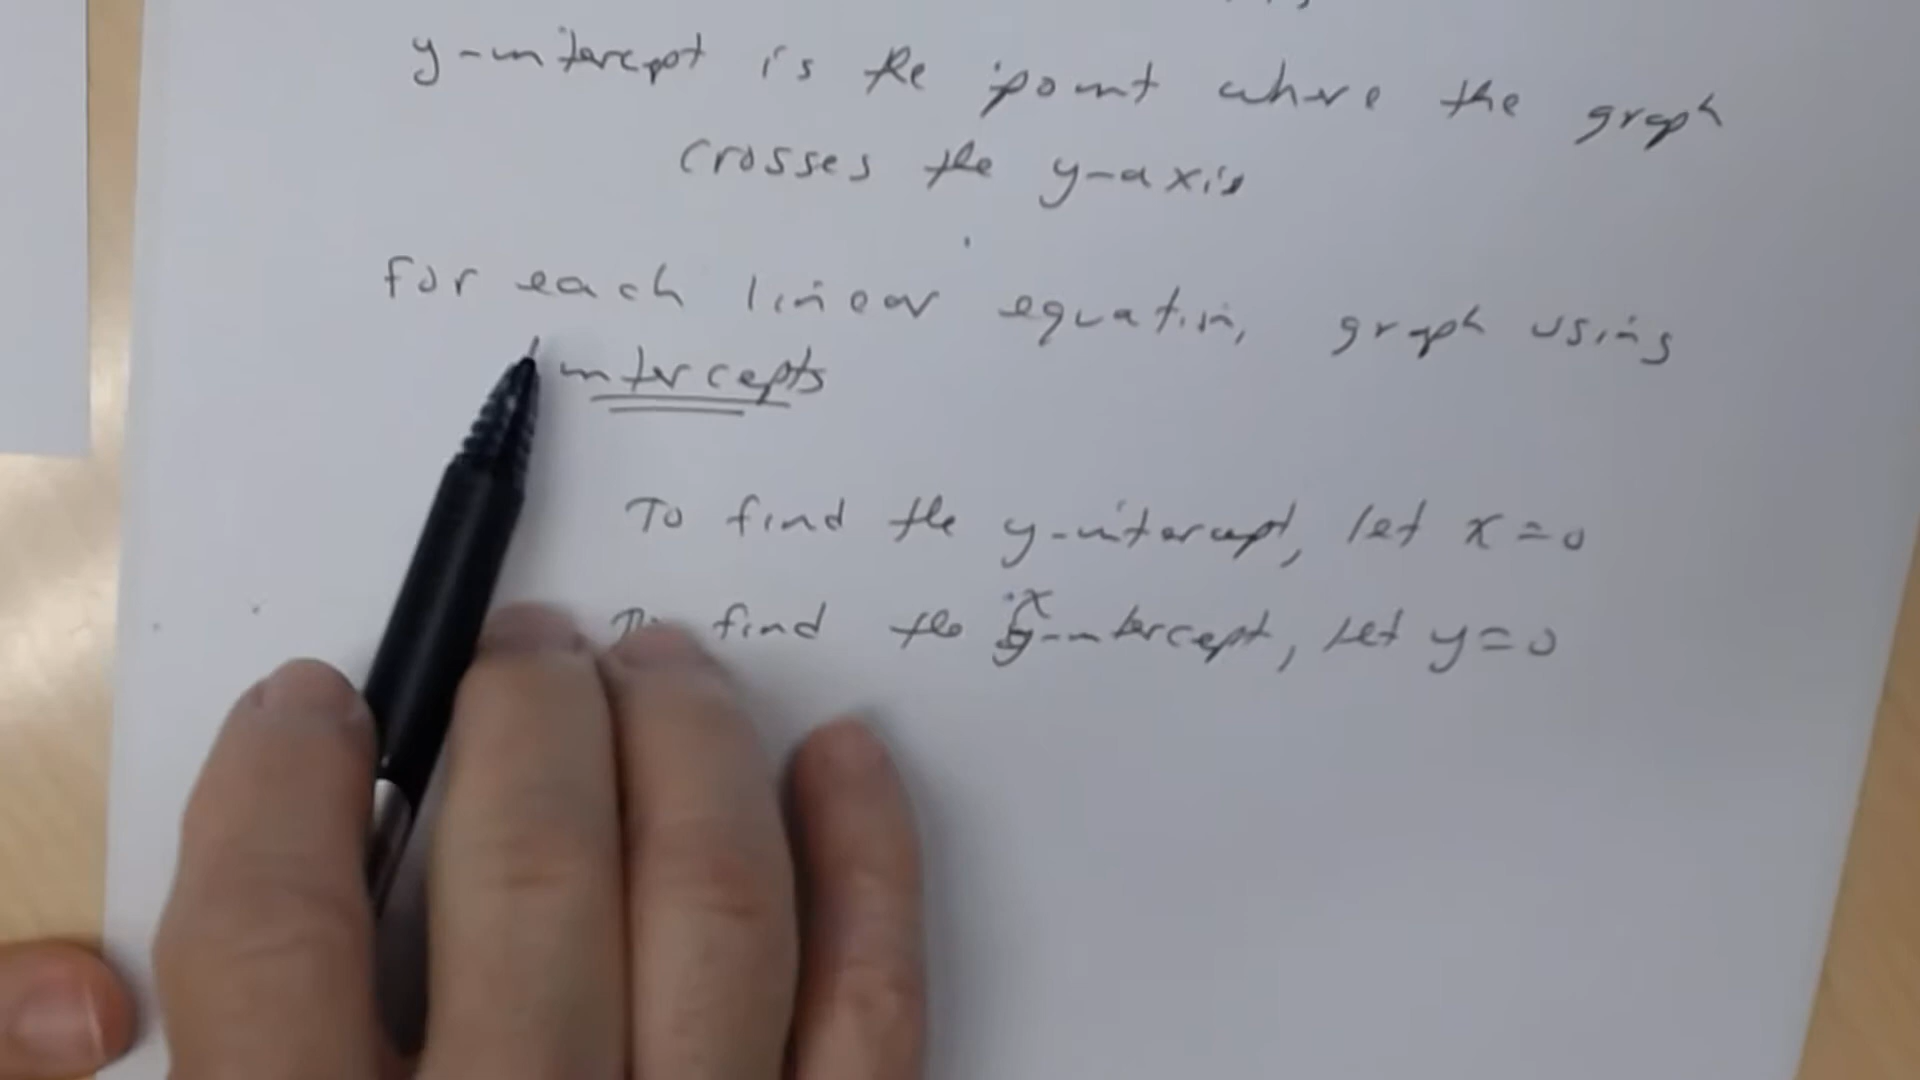 y-intercept is the point where the graph
crosses the y-axis
for each linear equation, graph using
intercepts
To find the y-intercept, let x=0
To find the x-intercept, let y=0